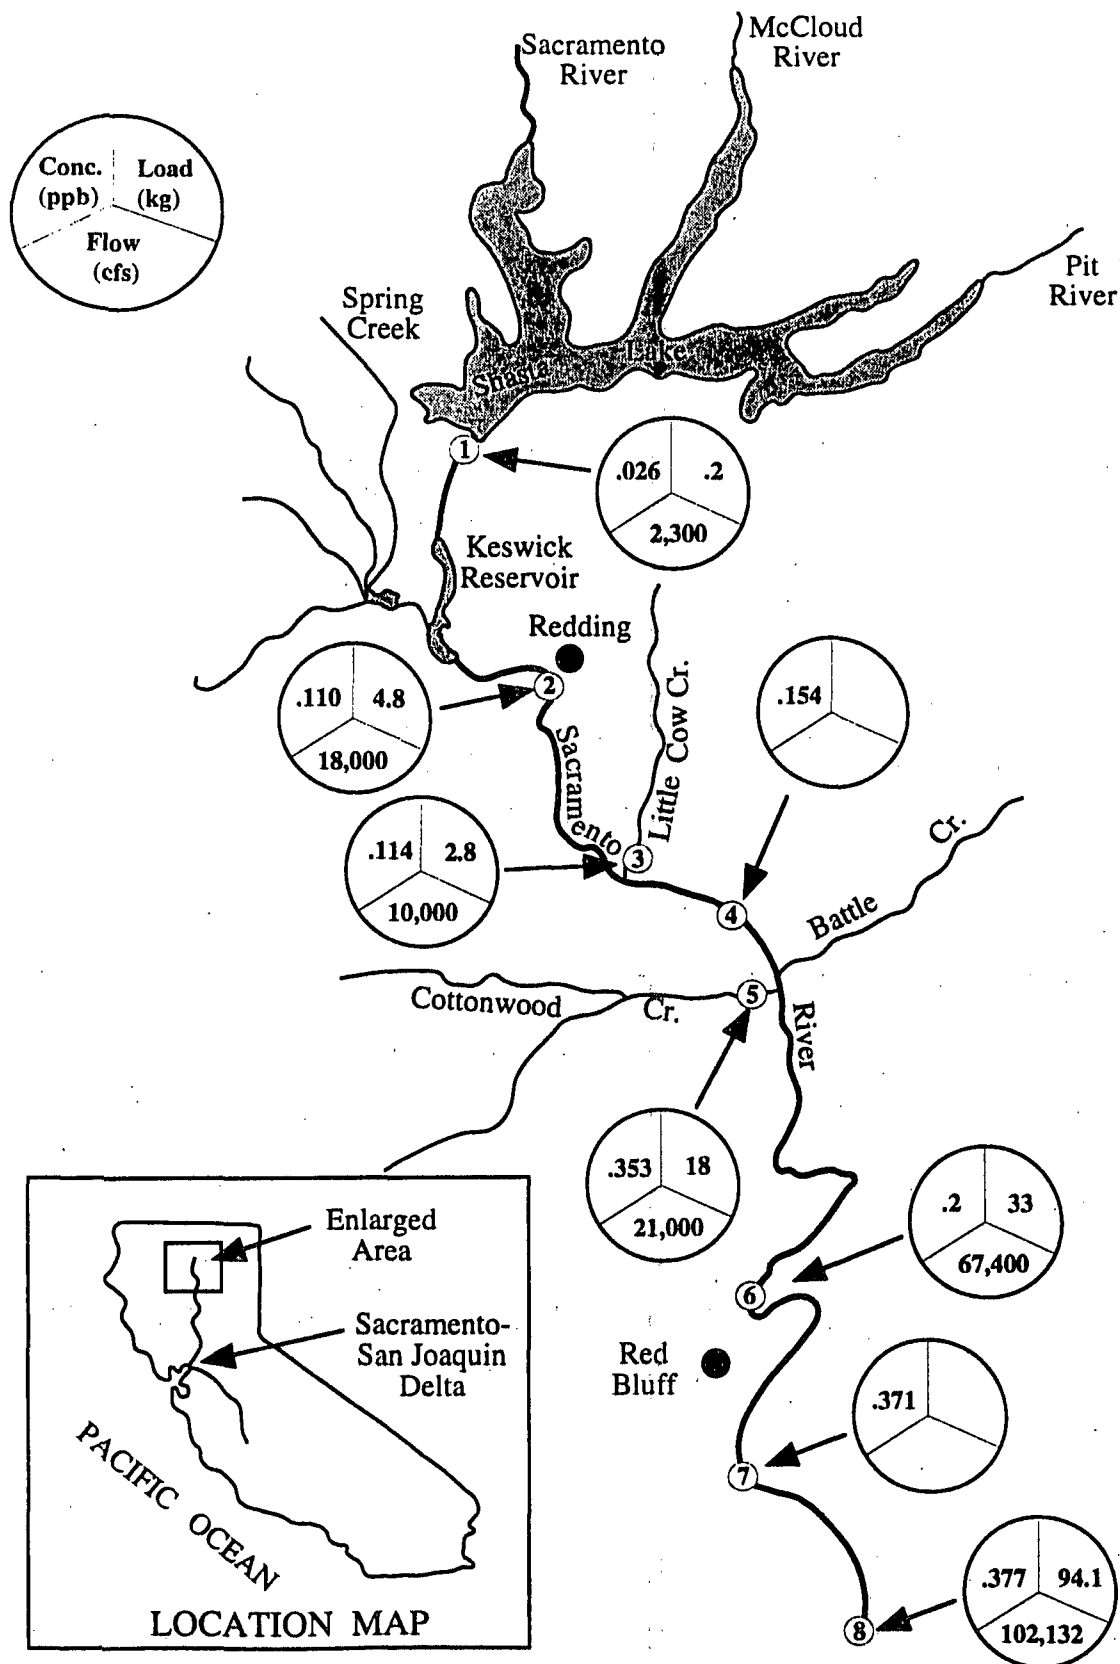 McCloud
River
Sacramento
River
Conc.
(ppb)
Load
(kg)
Flow
(cfs)
Pit
River
Spring
Creek
Shasta
Lake
1
.026
.2
2,300
Keswick
Reservoir
Redding
2
.110
4.8
18,000
Little Cow Cr.
.154
Sacramento
3
.114
2.8
10,000
4
Battle
Cr.
Cottonwood
Cr.
5
River
.353
18
21,000
.2
33
67,400
6
Red
Bluff
.371
7
.377
94.1
102,132
8
Enlarged
Area
Sacramento-
San Joaquin
Delta
PACIFIC OCEAN
LOCATION MAP